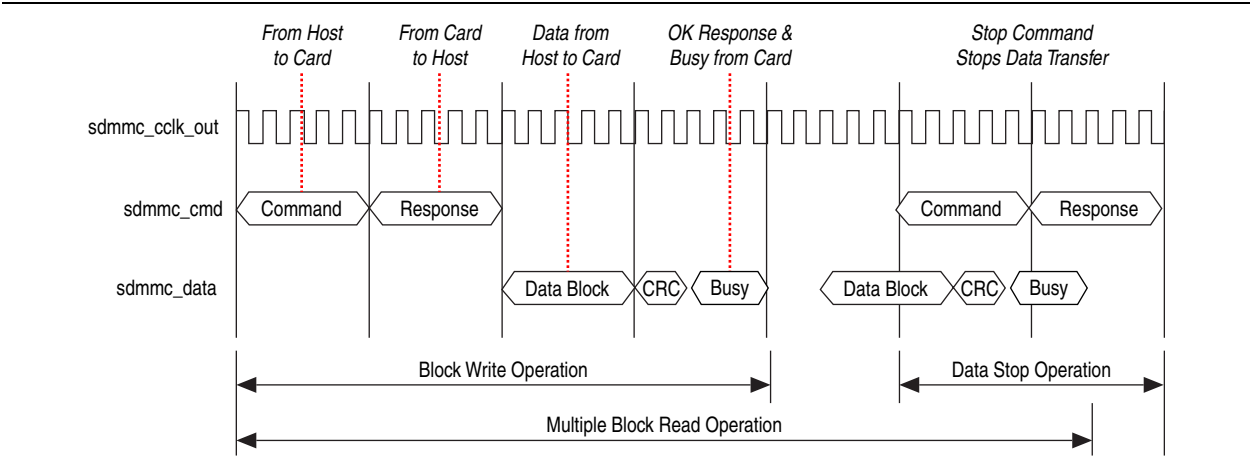 From Host
to Card
From Card
to Host
Data from
Host to Card
OK Response &
Busy from Card
Stop Command
Stops Data Transfer
sdmmc_cclk_out
sdmmc_cmd
Command
Response
Command
Response
sdmmc_data
Data Block
CRC
Busy
Data Block
CRC
Busy
Block Write Operation
Data Stop Operation
Multiple Block Read Operation